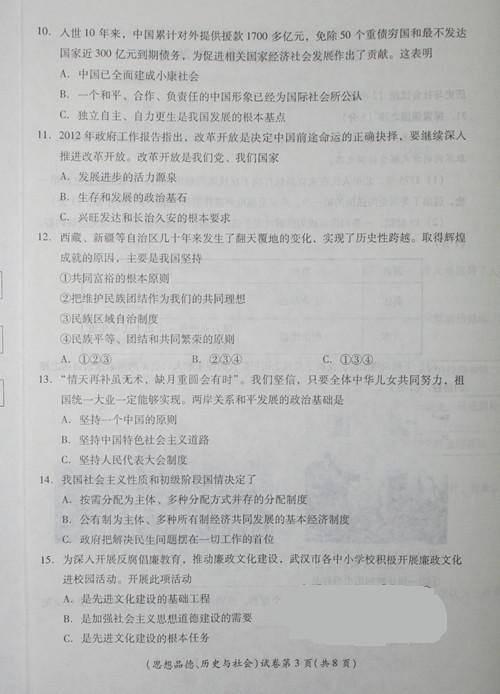 10．入世 10 年来，中国累计对外提供援款 1700 多亿元，免除 50 个重债穷国和最不发达
国家近 300 亿元到期债务，为促进相关国家经济社会发展作出了贡献。这表明
A．中国已全面建成小康社会
B．一个和平、合作、负责任的中国形象已经为国际社会所公认
C．独立自主、自力更生是我国发展的根本基点
11．2012 年政府工作报告指出，改革开放是决定中国前途命运的正确抉择，要继续深入
推进改革开放。改革开放是我们党、我们国家
A．发展进步的活力源泉
B．生存和发展的政治基石
C．兴旺发达和长治久安的根本要求
12．西藏、新疆等自治区几十年来发生了翻天覆地的变化，实现了历史性跨越。取得辉煌
成就的原因，主要是我国坚持
①共同富裕的根本原则
②把维护民族团结作为我们的共同理想
③民族区域自治制度
④民族平等、团结和共同繁荣的原则
A．①②③ B．②③④ C．①③④
13．“情天再补虽无术，缺月重圆会有时”。我们坚信，只要全体中华儿女共同努力，祖
国统一大业一定能够实现。两岸关系和平发展的政治基础是
A．坚持一个中国的原则
B．坚持中国特色社会主义道路
C．坚持人民代表大会制度
14．我国社会主义性质和初级阶段国情决定了
A．按需分配为主体、多种分配方式并存的分配制度
B．公有制为主体、多种所有制经济共同发展的基本经济制度
C．政府把解决民生问题摆在一切工作的首位
15．为深入开展反腐倡廉教育，推动廉政文化建设，武汉市各中小学校积极开展廉政文化
进校园活动。开展此项活动
A．是先进文化建设的基础工程
B．是加强社会主义思想道德建设的需要
C．是先进文化建设的根本任务
（思想品德、历史与社会）试卷第 3 页（共 8 页）